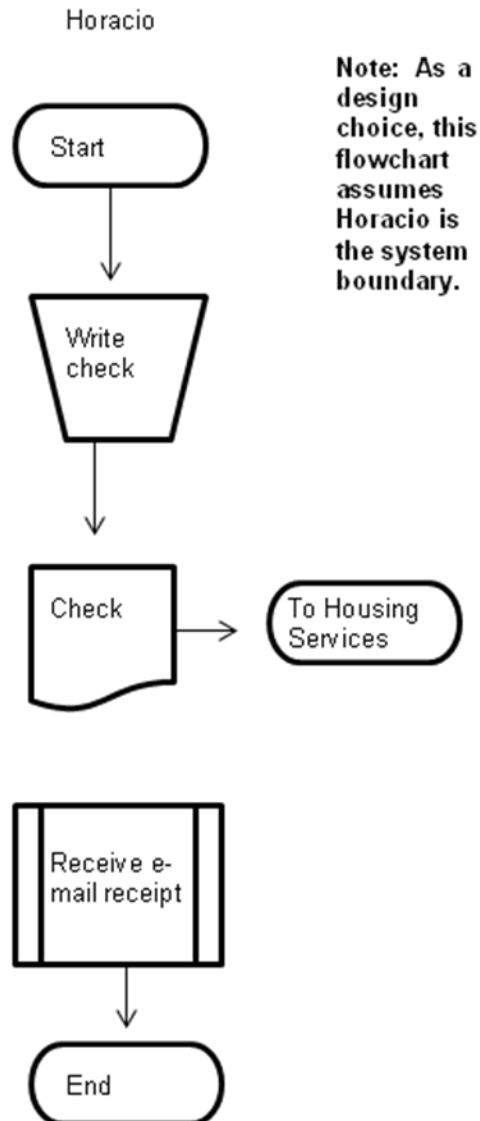 Horacio
Note: As a
design
choice, this
flowchart
assumes
Horacio is
the system
boundary.
Start
Write
check
Check
To Housing
Services
Receive e-
mail receipt
End